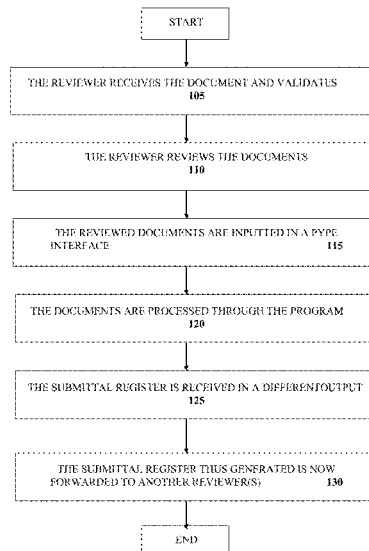 START
THE REVIEWER RECEIVES THE DOCUMENT AND VALIDATES
105
THE REVIEWER REVIEWS THE DOCUMENTS
110
THE REVIEWED DOCUMENTS ARE INPUTTED IN A PYPE
INTERFACE 115
THE DOCUMENTS ARE PROCESSED THROUGH THE PROGRAM
120
THE SUBMITTAL REGISTER IS RECEIVED IN A DIFFERENTOUTPUT
125
THE SUBMITTAL REGISTER THUS GENERATED IS NOW
FORWARDED TO ANOTHER REVIEWER(S) 130
END